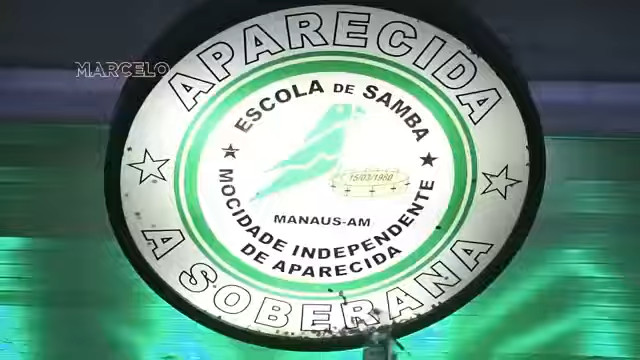 MARCELO
APARECIDA
ESCOLA DE SAMBA
15/03/1980
MANAUS-AM
MOCIDADE INDEPENDENTE
DE APARECIDA
A SOBERANA